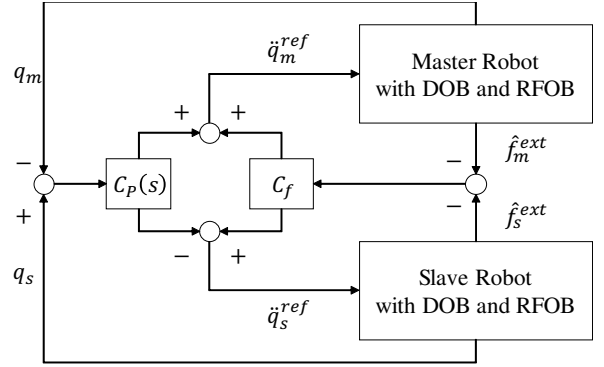 q̈_m^{ref}
Master Robot
with DOB and RFOB
q_m
+
+
−
f̂_m^{ext}
−
C_P(s)
C_f
+
−
f̂_s^{ext}
−
+
q_s
q̈_s^{ref}
Slave Robot
with DOB and RFOB